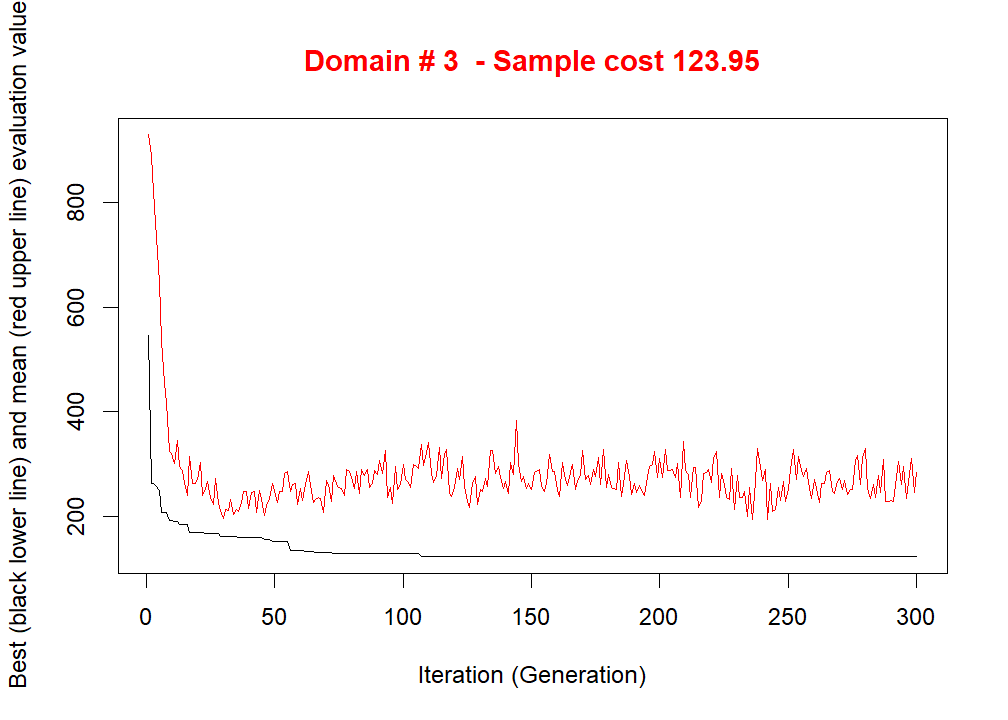 Domain # 3  - Sample cost 123.95
Best (black lower line) and mean (red upper line) evaluation value
800
600
400
200
0 50 100 150 200 250 300
Iteration (Generation)